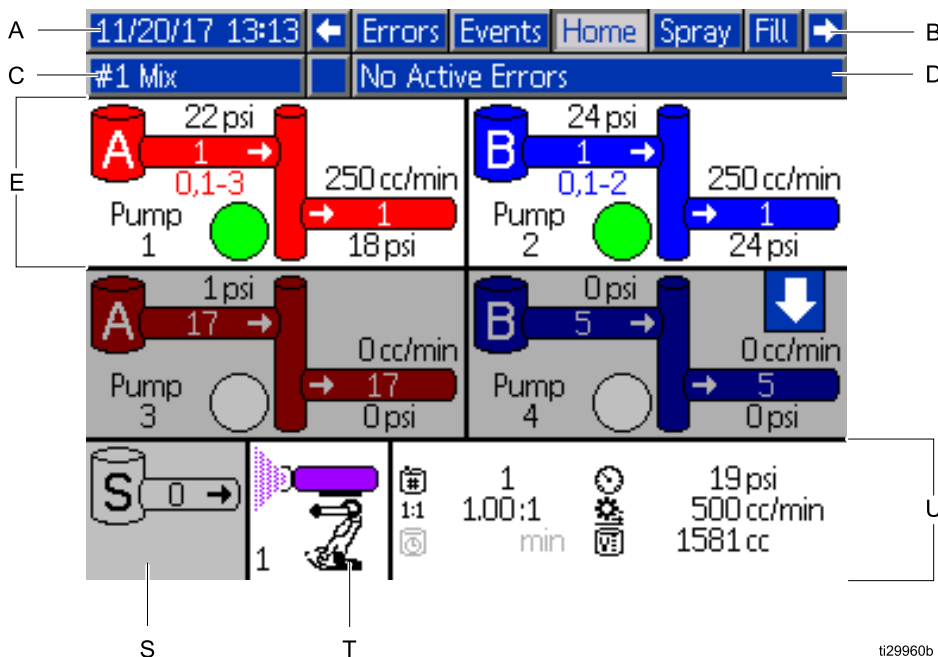 A
11/20/17 13:13 Errors Events Home Spray Fill
B
C
#1 Mix No Active Errors
D
E
A
22 psi
1
0,1-3
250 cc/min
Pump
1
1
18 psi
B
24 psi
1
0,1-2
250 cc/min
Pump
2
1
24 psi
A
1 psi
17
0 cc/min
Pump
3
17
0 psi
B
0 psi
5
0 cc/min
Pump
4
5
0 psi
S
0
1
#
1
19 psi
1:1
1.00:1
500 cc/min
min
V:
1581 cc
U
S
T
ti29960b